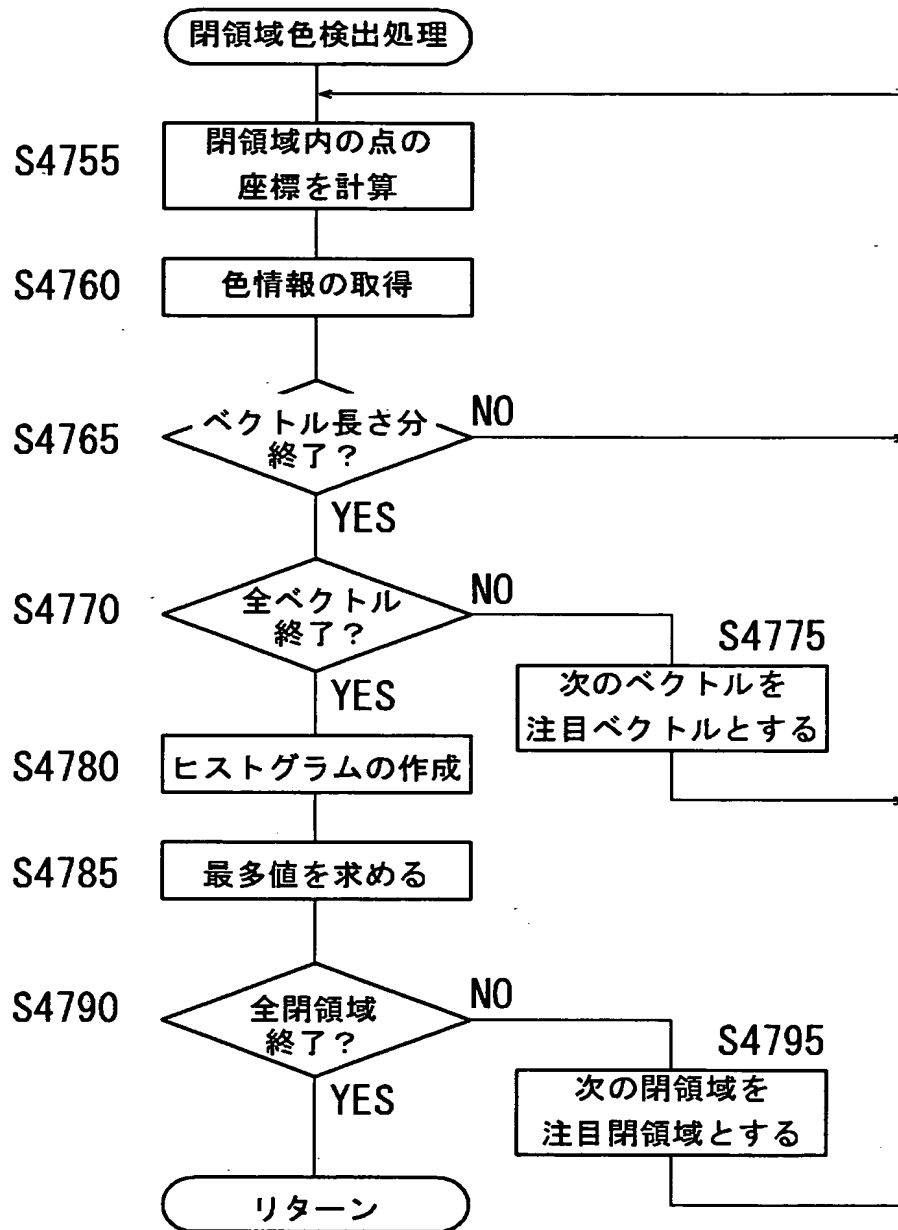 閉領域色検出処理
S4755
閉領域内の点の
座標を計算
S4760
色情報の取得
S4765
ベクトル長さ分
終了?
NO
YES
S4770
全ベクトル
終了?
NO
YES
S4775
次のベクトルを
注目ベクトルとする
S4780
ヒストグラムの作成
S4785
最多値を求める
S4790
全閉領域
終了?
NO
YES
S4795
次の閉領域を
注目閉領域とする
リターン